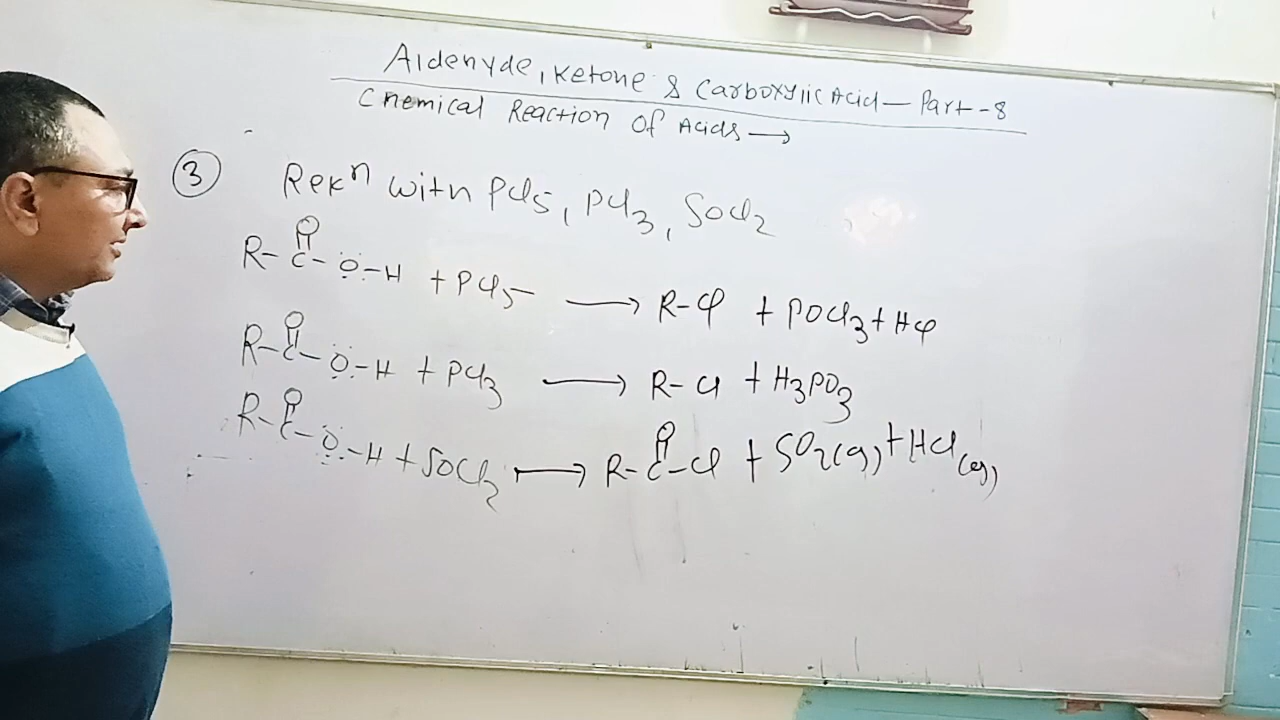 Aldehyde, Ketone & Carboxylic Acid — Part-8
Chemical Reaction Of Acids →
③ Rexⁿ with PCl5, PCl3, SOCl2
R-C(=O)-Ö-H + PCl5 → R-Cl + POCl3 + HCl
R-C(=O)-Ö-H + PCl3 → R-Cl + H3PO3
R-C(=O)-Ö-H + SOCl2 → R-C(=O)-Cl + SO2(g) + HCl(g)